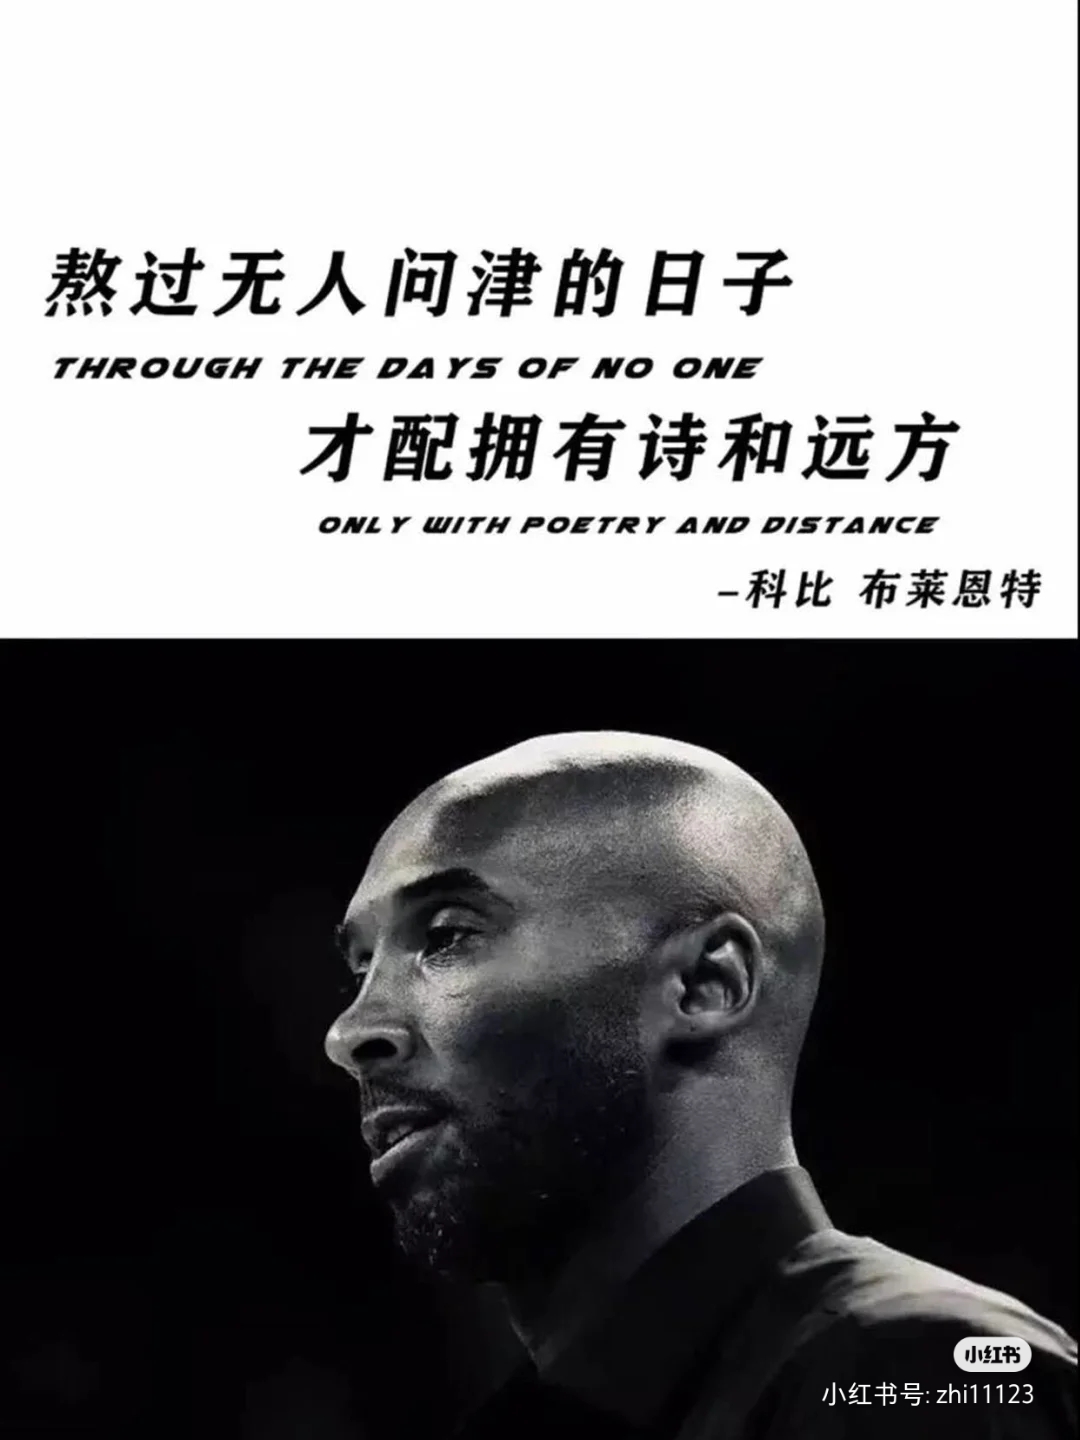 熬过无人问津的日子
THROUGH THE DAYS OF NO ONE
才配拥有诗和远方
ONLY WITH POETRY AND DISTANCE
–科比 布莱恩特
小红书
小红书号: zhi11123